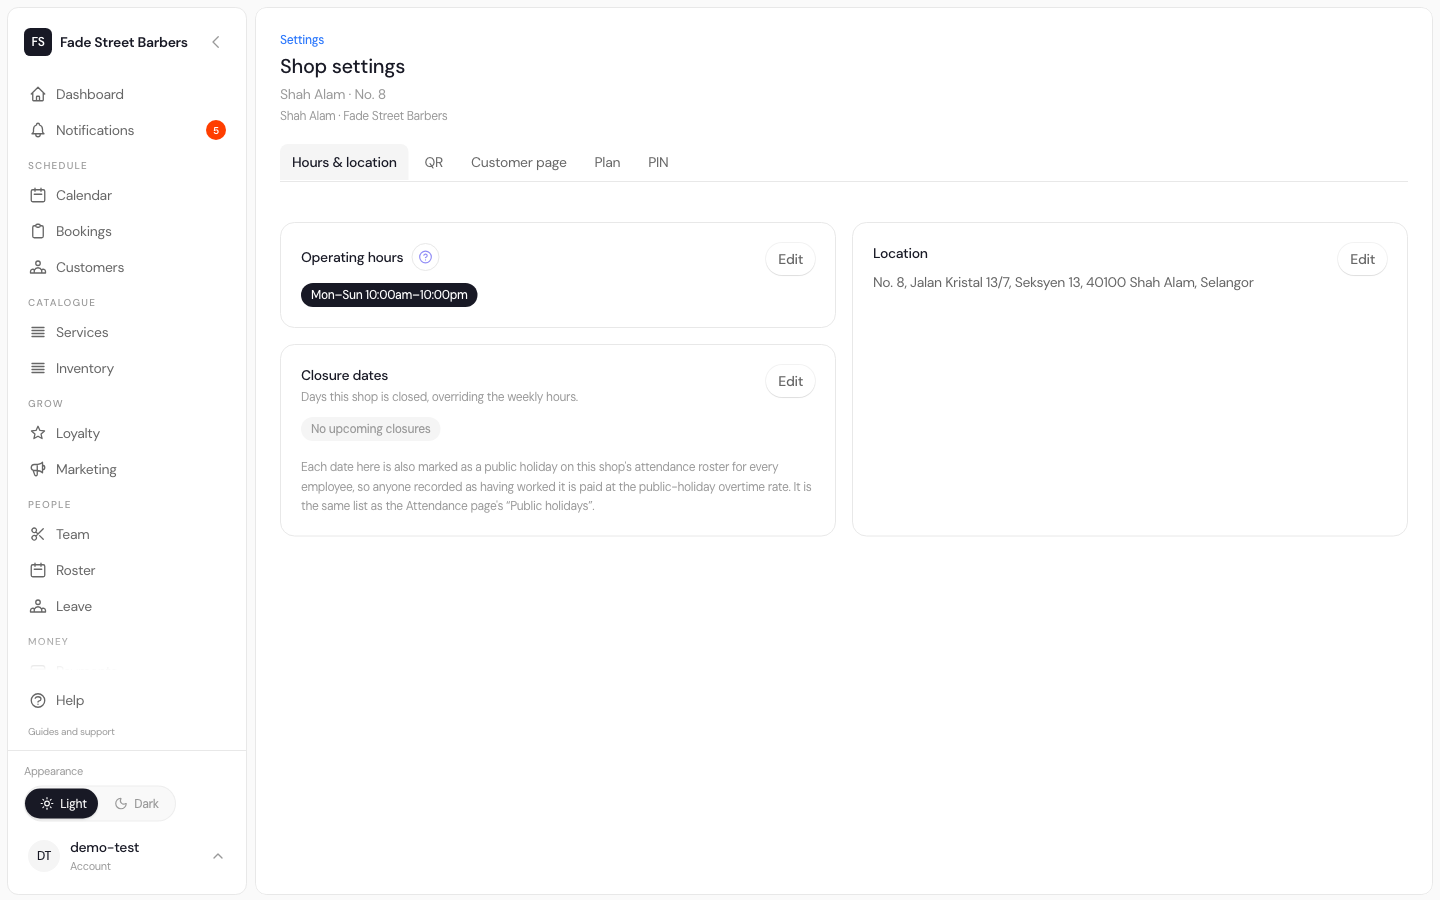 FS
Fade Street Barbers
Dashboard
Notifications
5
SCHEDULE
Calendar
Bookings
Customers
CATALOGUE
Services
Inventory
GROW
Loyalty
Marketing
PEOPLE
Team
Roster
Leave
MONEY
Help
Guides and support
Appearance
Light
Dark
DT
demo-test
Account
Settings
Shop settings
Shah Alam · No. 8
Shah Alam · Fade Street Barbers
Hours & location
QR
Customer page
Plan
PIN
Operating hours
Edit
Mon–Sun 10:00am–10:00pm
Closure dates
Edit
Days this shop is closed, overriding the weekly hours.
No upcoming closures
Each date here is also marked as a public holiday on this shop's attendance roster for every
employee, so anyone recorded as having worked it is paid at the public-holiday overtime rate. It is
the same list as the Attendance page's “Public holidays”.
Location
Edit
No. 8, Jalan Kristal 13/7, Seksyen 13, 40100 Shah Alam, Selangor